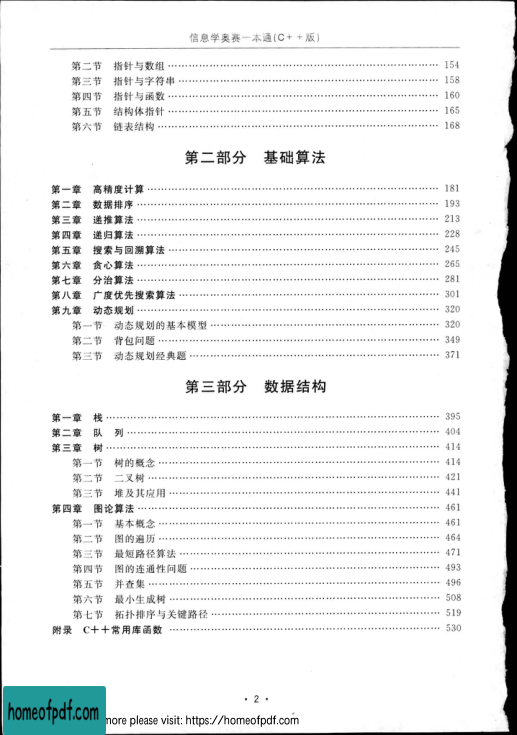 信息学奥赛一本通(C++版)
第二节 指针与数组 154
第三节 指针与字符串 158
第四节 指针与函数 160
第五节 结构体指针 165
第六节 链表结构 168
第二部分 基础算法
第一章 高精度计算 181
第二章 数据排序 193
第三章 递推算法 213
第四章 递归算法 228
第五章 搜索与回溯算法 245
第六章 贪心算法 265
第七章 分治算法 281
第八章 广度优先搜索算法 301
第九章 动态规划 320
第一节 动态规划的基本模型 320
第二节 背包问题 349
第三节 动态规划经典题 371
第三部分 数据结构
第一章 栈 395
第二章 队 列 404
第三章 树 414
第一节 树的概念 414
第二节 二叉树 421
第三节 堆及其应用 441
第四章 图论算法 461
第一节 基本概念 461
第二节 图的遍历 464
第三节 最短路径算法 471
第四节 图的连通性问题 493
第五节 并查集 496
第六节 最小生成树 508
第七节 拓扑排序与关键路径 519
附录 C++常用库函数 530
· 2 ·
homeofpdf.com
more please visit: https://homeofpdf.com